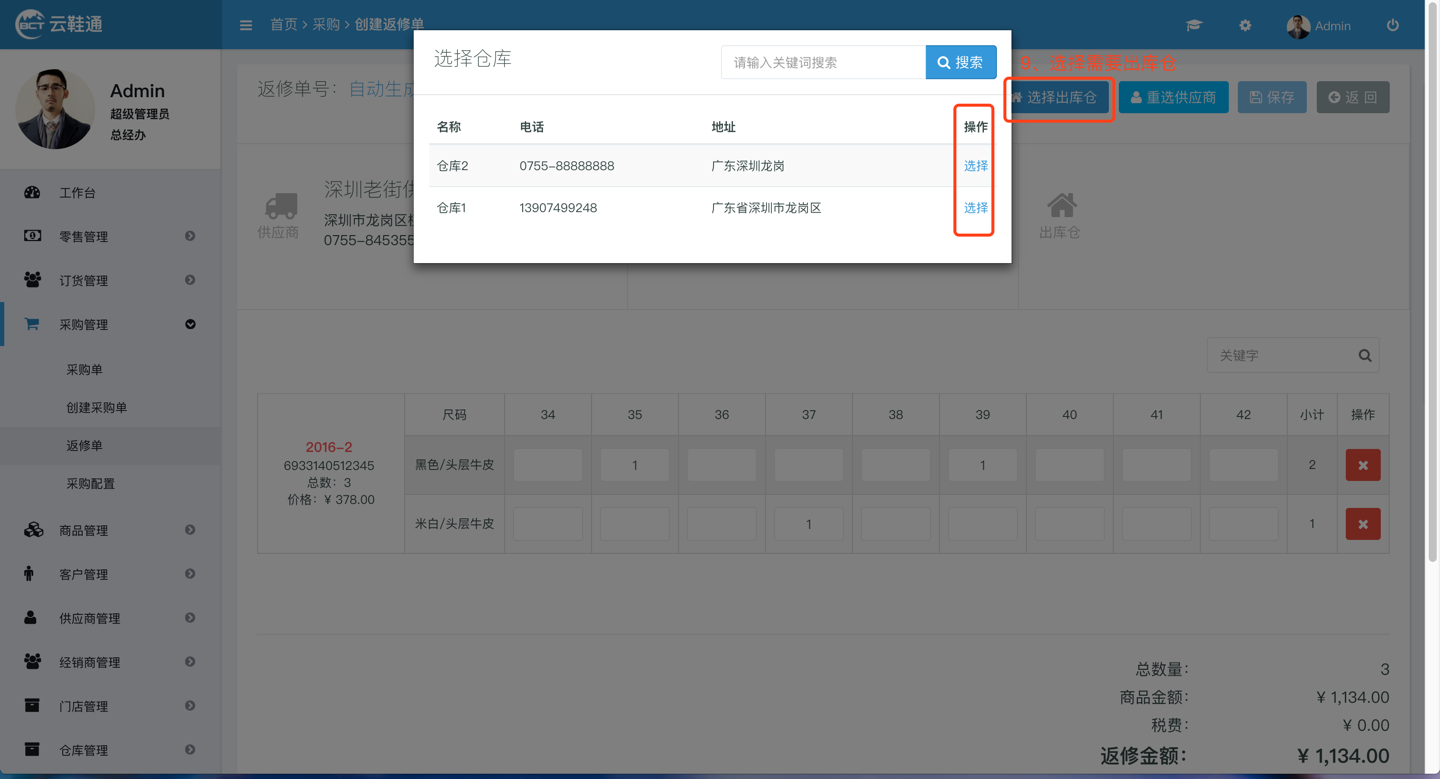 BCT 云鞋通
首页 > 采购 > 创建返修单
Admin
Admin
超级管理员
总经办
工作台
零售管理
订货管理
采购管理
采购单
创建采购单
返修单
采购配置
商品管理
客户管理
供应商管理
经销商管理
门店管理
仓库管理
返修单号： 自动生成
9、选择需要出库仓
选择出库仓 重选供应商 保存 返 回
选择仓库
请输入关键词搜索 搜索
名称 电话 地址 操作
仓库2 0755-88888888 广东深圳龙岗 选择
仓库1 13907499248 广东省深圳市龙岗区 选择
供应商
深圳老街
深圳市龙岗区
0755-845355
出库仓
关键字
2016-2
6933140512345
总数：3
价格：¥ 378.00
尺码 34 35 36 37 38 39 40 41 42 小计 操作
黑色/头层牛皮 1 1 2
米白/头层牛皮 1 1
总数量： 3
商品金额： ¥ 1,134.00
税费： ¥ 0.00
返修金额： ¥ 1,134.00